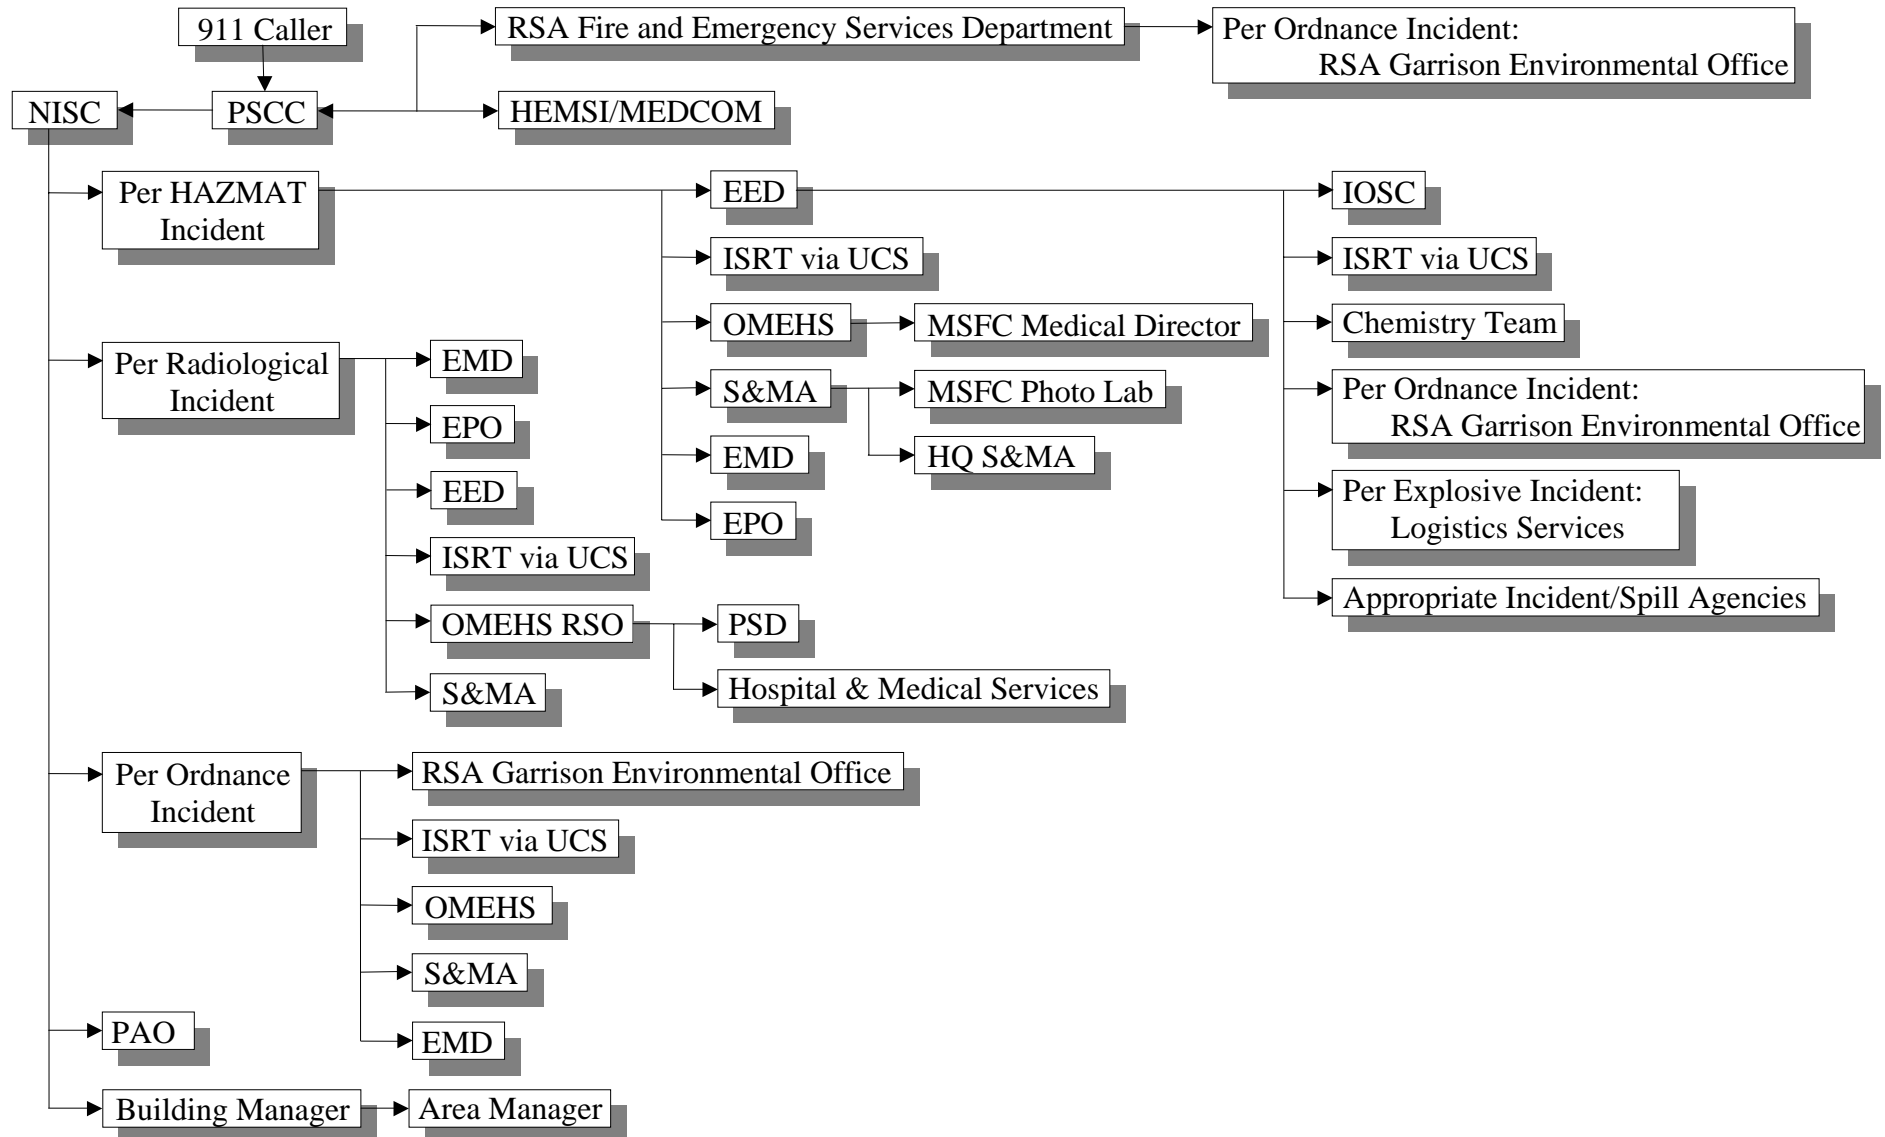 911 Caller
RSA Fire and Emergency Services Department
Per Ordnance Incident:
RSA Garrison Environmental Office
NISC
PSCC
HEMSI/MEDCOM
Per HAZMAT
Incident
EED
ISRT via UCS
OMEHS
MSFC Medical Director
S&MA
MSFC Photo Lab
HQ S&MA
EMD
EPO
IOSC
ISRT via UCS
Chemistry Team
Per Ordnance Incident:
RSA Garrison Environmental Office
Per Explosive Incident:
Logistics Services
Appropriate Incident/Spill Agencies
Per Radiological
Incident
EMD
EPO
EED
ISRT via UCS
OMEHS RSO
PSD
Hospital & Medical Services
S&MA
Per Ordnance
Incident
RSA Garrison Environmental Office
ISRT via UCS
OMEHS
S&MA
EMD
PAO
Building Manager
Area Manager